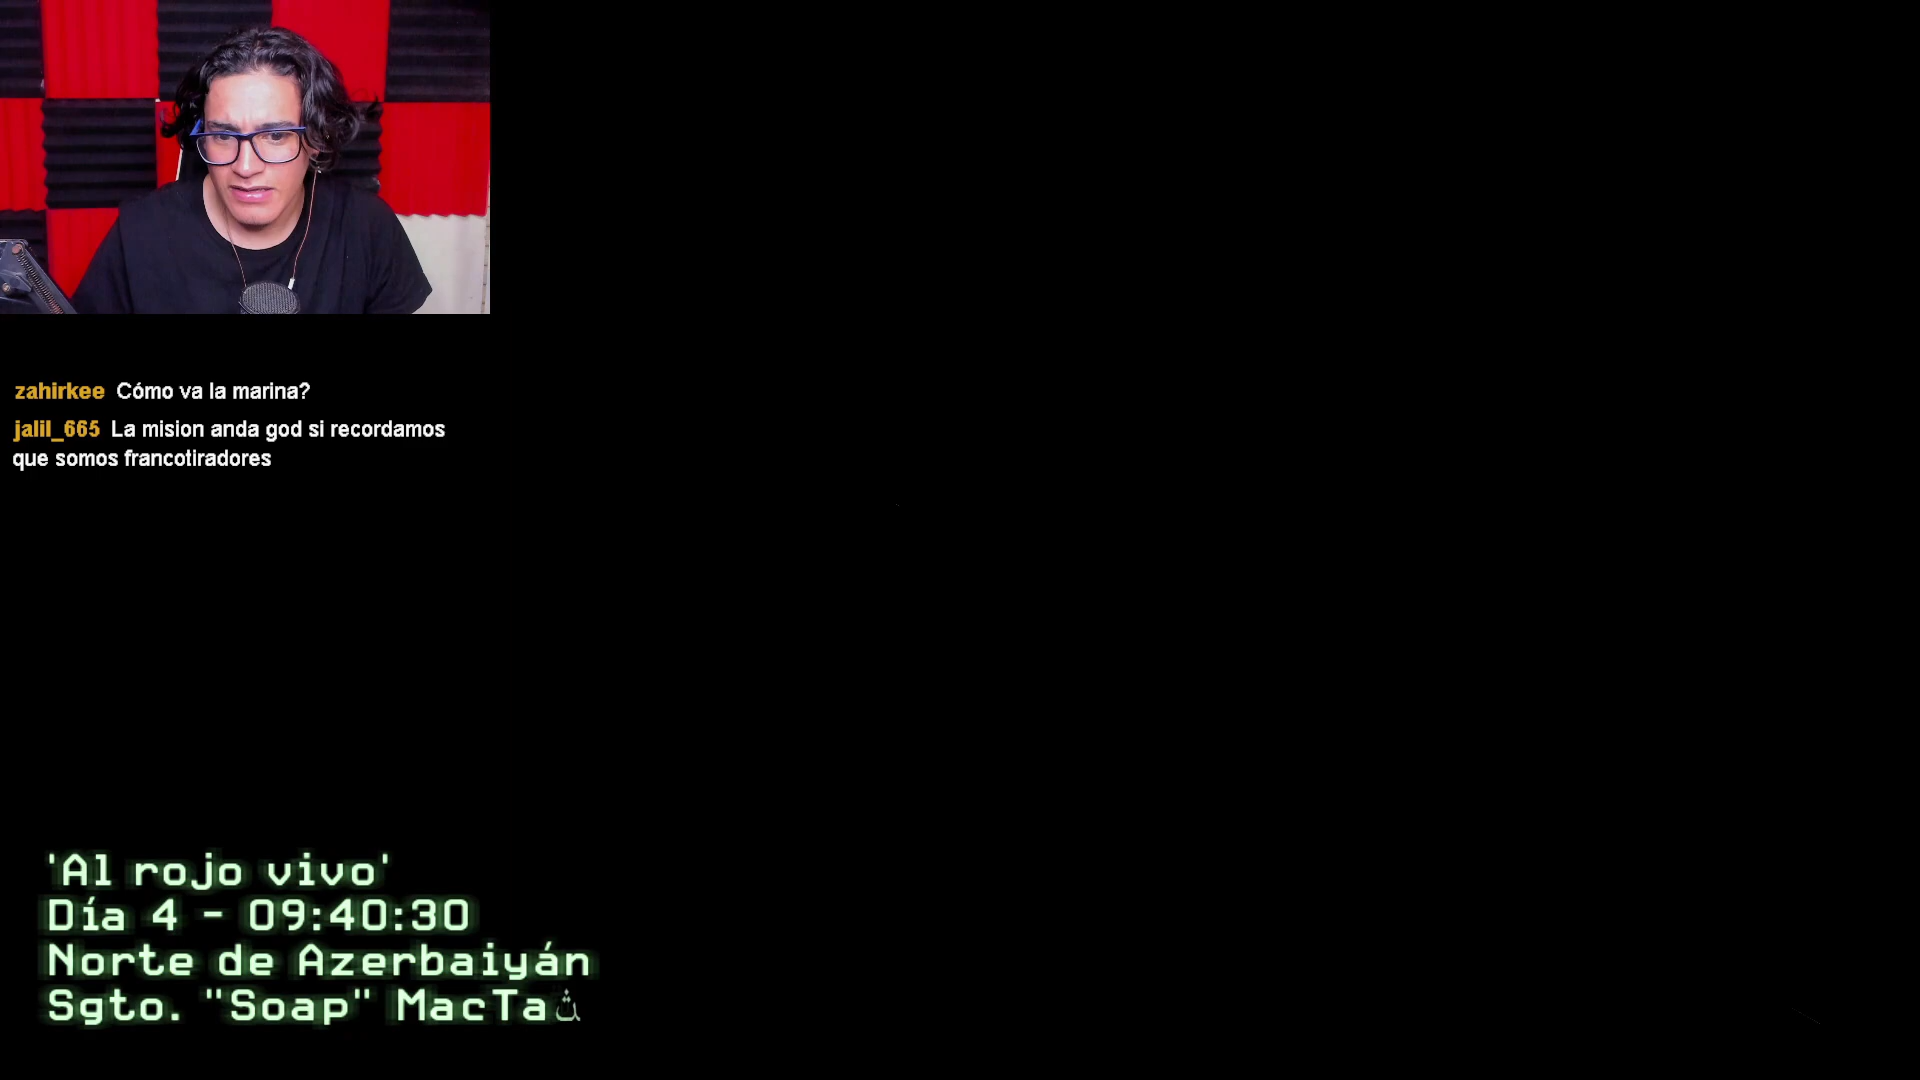 zahirkee Cómo va la marina?
jalil_665 La mision anda god si recordamos
que somos francotiradores
'Al rojo vivo'
Día 4 - 09:40:30
Norte de Azerbaiyán
Sgto. "Soap" MacTa